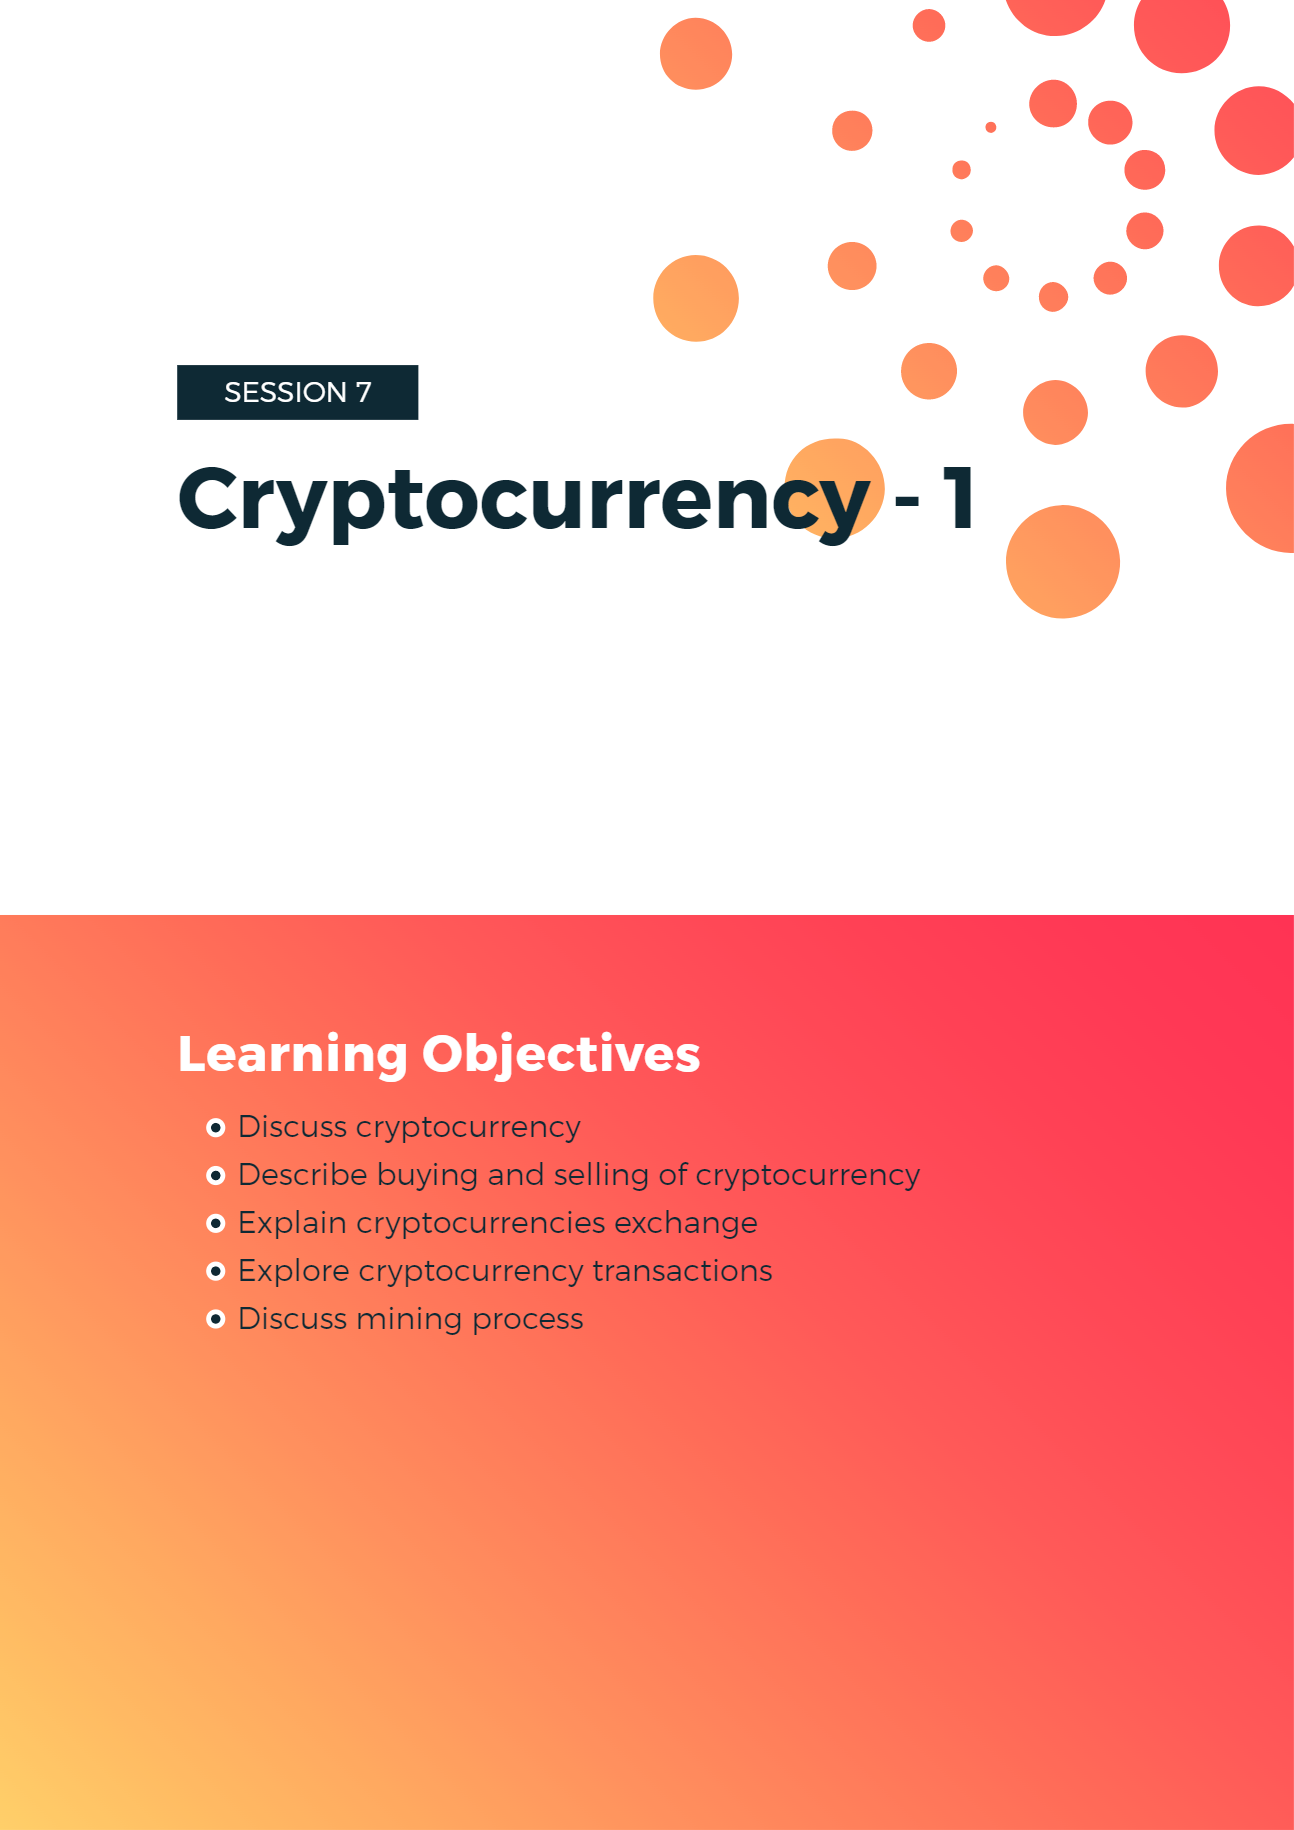 SESSION 7
Cryptocurrency - 1
Learning Objectives
Discuss cryptocurrency
Describe buying and selling of cryptocurrency
Explain cryptocurrencies exchange
Explore cryptocurrency transactions
Discuss mining process